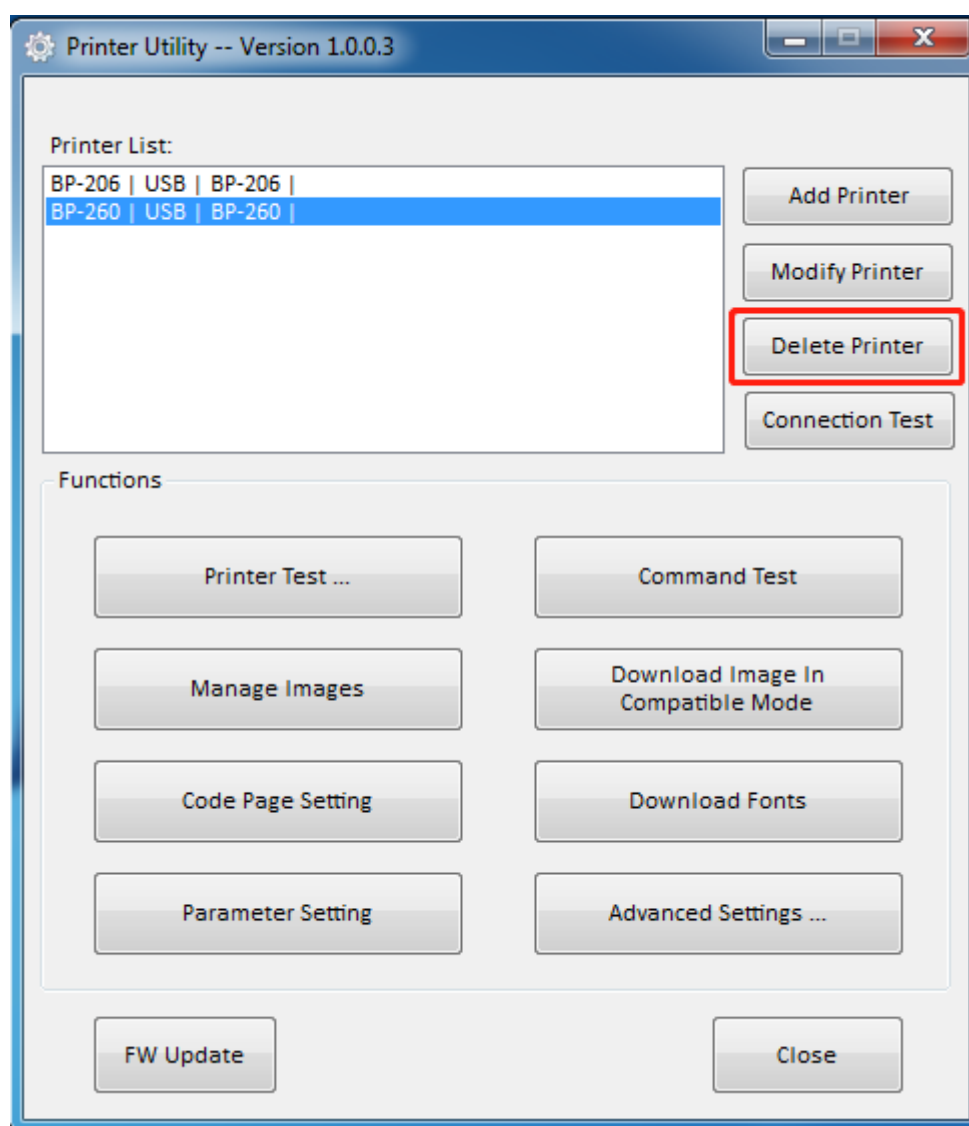 Printer Utility -- Version 1.0.0.3
Printer List:
BP-206 | USB | BP-206 |
BP-260 | USB | BP-260 |
Add Printer
Modify Printer
Delete Printer
Connection Test
Functions
Printer Test ...
Command Test
Manage Images
Download Image In
Compatible Mode
Code Page Setting
Download Fonts
Parameter Setting
Advanced Settings ...
FW Update
Close